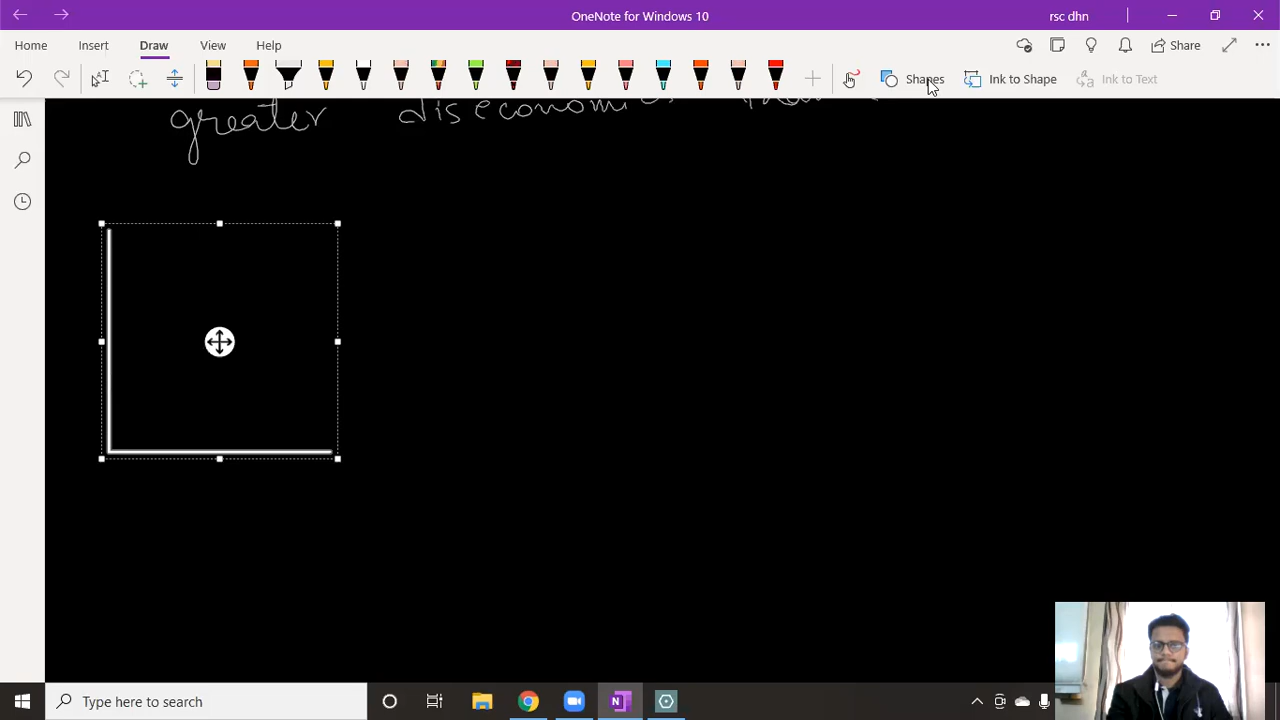 OneNote for Windows 10
rsc dhn
Home
Insert
Draw
View
Help
Share
Shapes
Ink to Shape
Ink to Text
greater diseconomies
Type here to search